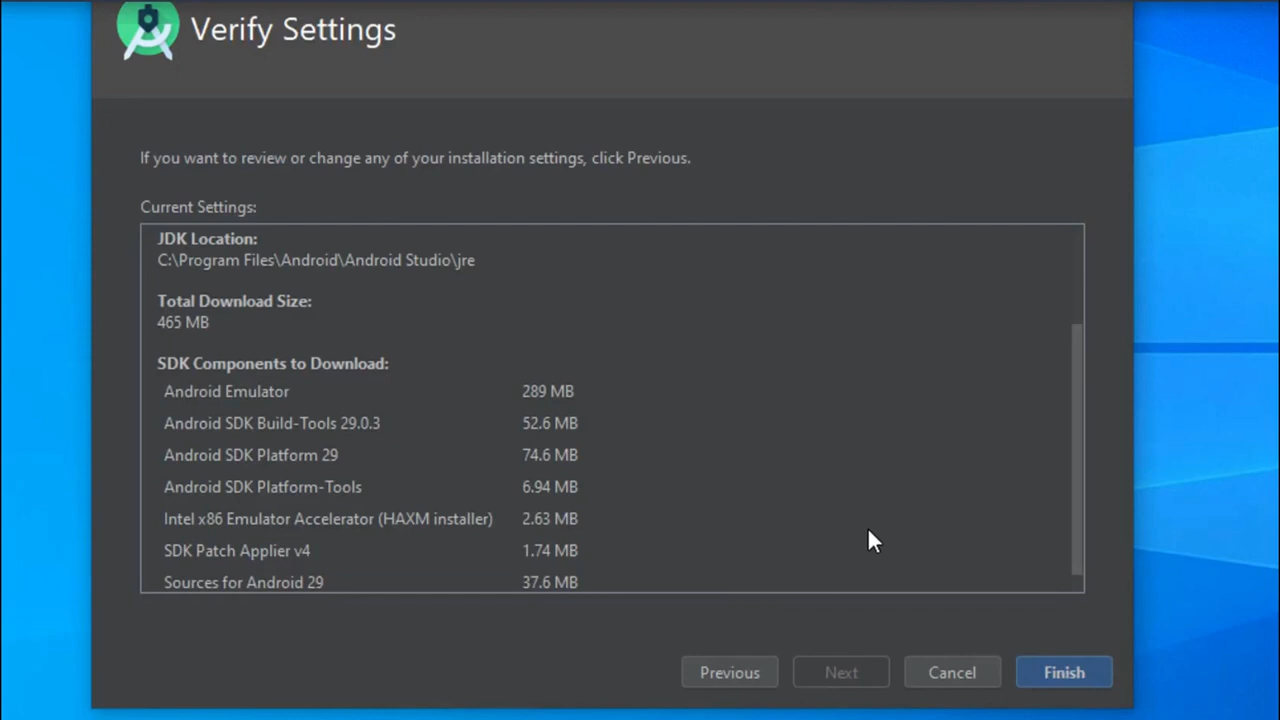 Verify Settings
If you want to review or change any of your installation settings, click Previous.
Current Settings:
JDK Location:
C:\Program Files\Android\Android Studio\jre
Total Download Size:
465 MB
SDK Components to Download:
Android Emulator 289 MB
Android SDK Build-Tools 29.0.3 52.6 MB
Android SDK Platform 29 74.6 MB
Android SDK Platform-Tools 6.94 MB
Intel x86 Emulator Accelerator (HAXM installer) 2.63 MB
SDK Patch Applier v4 1.74 MB
Sources for Android 29 37.6 MB
Previous Next Cancel Finish